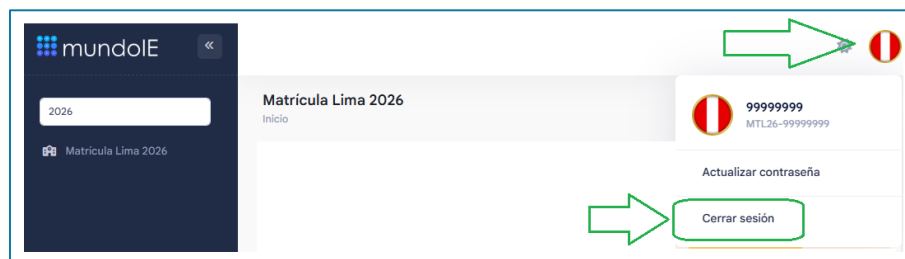 mundoIE
2026
Matrícula Lima 2026
Matrícula Lima 2026
Inicio
99999999
MTL26-99999999
Actualizar contraseña
Cerrar sesión